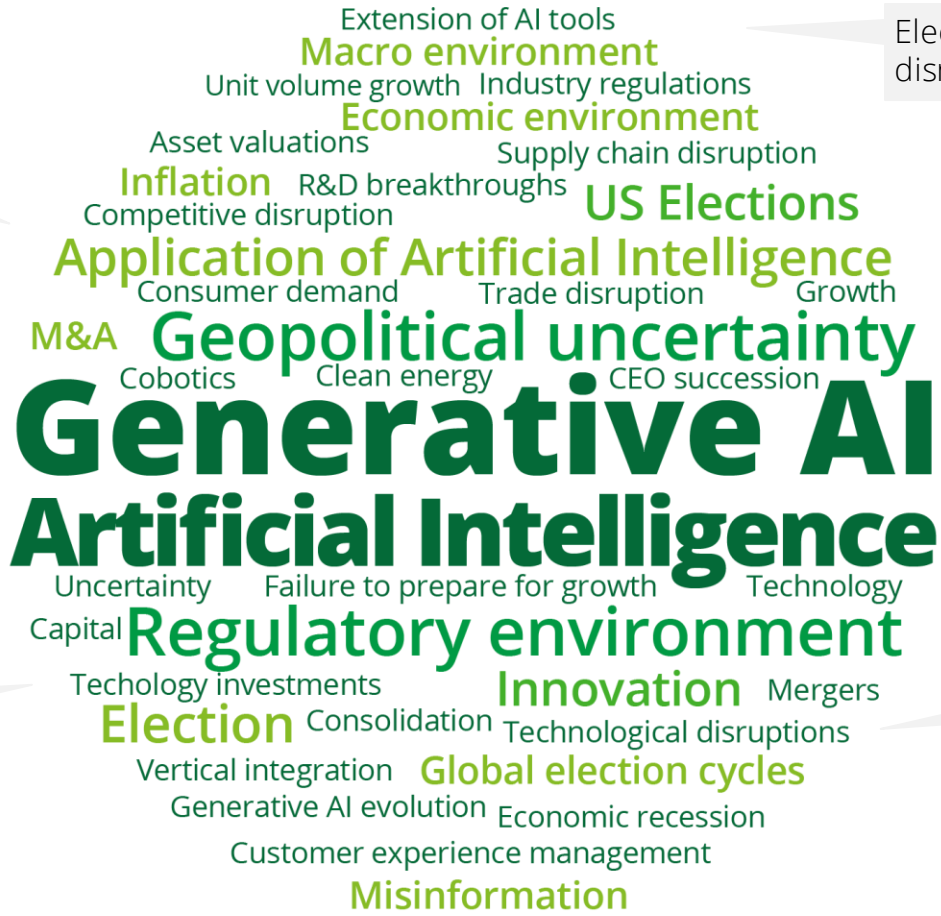 Extension of AI tools
Macro environment
Unit volume growth Industry regulations
Economic environment
Asset valuations
Supply chain disruption
Inflation R&D breakthroughs
US Elections
Competitive disruption
Application of Artificial Intelligence
Consumer demand Trade disruption Growth
M&A Geopolitical uncertainty
Cobotics Clean energy CEO succession
Generative AI
Artificial Intelligence
Uncertainty Failure to prepare for growth Technology
Capital Regulatory environment
Techology investments Innovation Mergers
Election Consolidation Technological disruptions
Vertical integration Global election cycles
Generative AI evolution Economic recession
Customer experience management
Misinformation